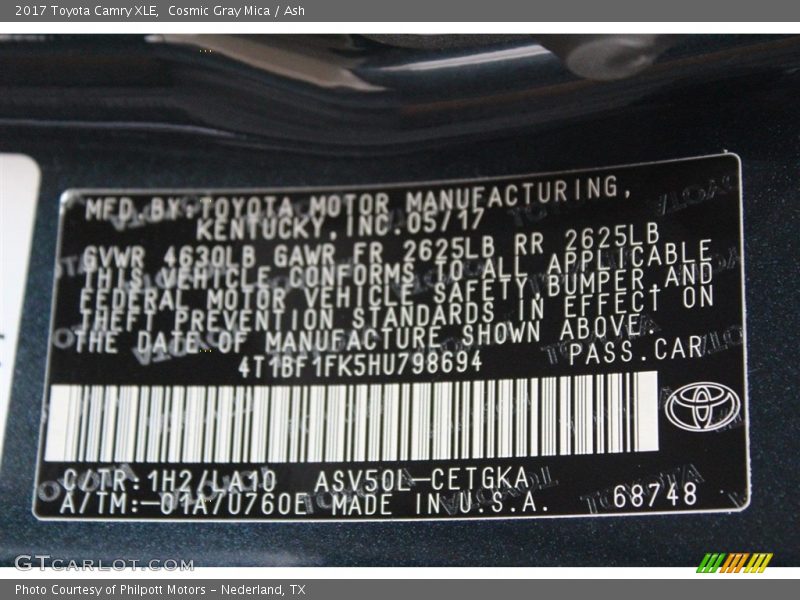 2017 Toyota Camry XLE,  Cosmic Gray Mica / Ash
MFD.BY:TOYOTA MOTOR MANUFACTURING,
KENTUCKY,INC.05/17
GVWR 4630LB GAWR FR 2625LB RR 2625LB
THIS VEHICLE CONFORMS TO ALL APPLICABLE
FEDERAL MOTOR VEHICLE SAFETY,BUMPER,AND
THEFT PREVENTION STANDARDS IN EFFECT ON
THE DATE OF MANUFACTURE SHOWN ABOVE.
4T1BF1FK5HU798694 PASS.CAR
C/TR:1H2/LA10 ASV50L-CETGKA
A/TM:-01A/U760E MADE IN U.S.A. 68748
GTcarlot.com
Photo Courtesy of Philpott Motors - Nederland, TX